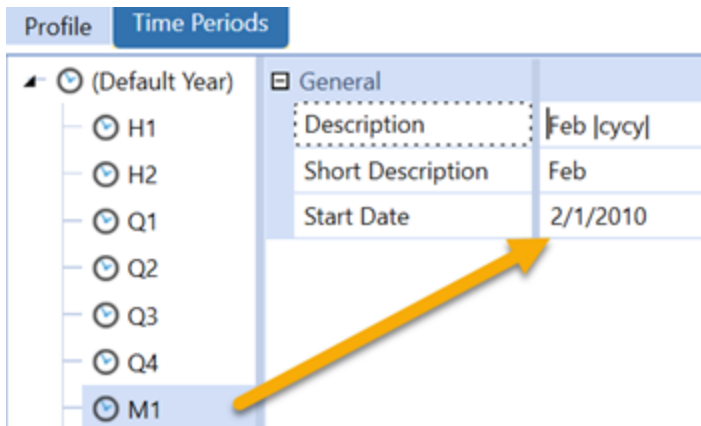 Profile Time Periods
(Default Year) General
H1 Description Feb |cycy|
H2 Short Description Feb
Q1 Start Date 2/1/2010
Q2
Q3
Q4
M1